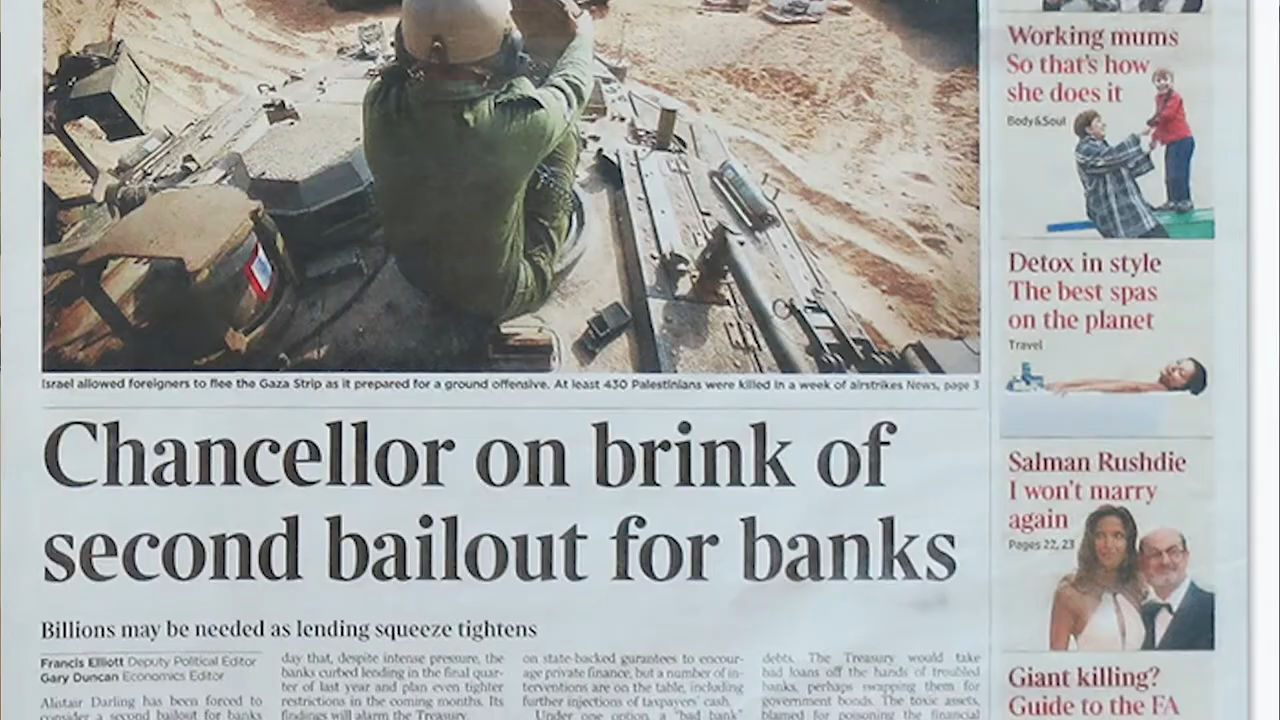 Israel allowed foreigners to flee the Gaza Strip as it prepared for a ground offensive. At least 430 Palestinians were killed in a week of airstrikes News, page 3
Chancellor on brink of
second bailout for banks
Billions may be needed as lending squeeze tightens
Francis Elliott Deputy Political Editor
Gary Duncan Economics Editor
Alistair Darling has been forced to
consider a second bailout for banks
day that, despite intense pressure, the
banks curbed lending in the final quar-
ter of last year and plan even tighter
restrictions in the coming months. Its
findings will alarm the Treasury.
on state-backed gurantees to encour-
age private finance, but a number of in-
terventions are on the table, including
further injections of taxpayers' cash.
Under one option, a "bad bank"
debts. The Treasury would take
bad loans off the hands of troubled
banks, perhaps swapping them for
government bonds. The toxic assets,
blamed for poisoning the financial
Working mums
So that's how
she does it
Body&Soul
Detox in style
The best spas
on the planet
Travel
Salman Rushdie
I won't marry
again
Pages 22, 23
Giant killing?
Guide to the FA